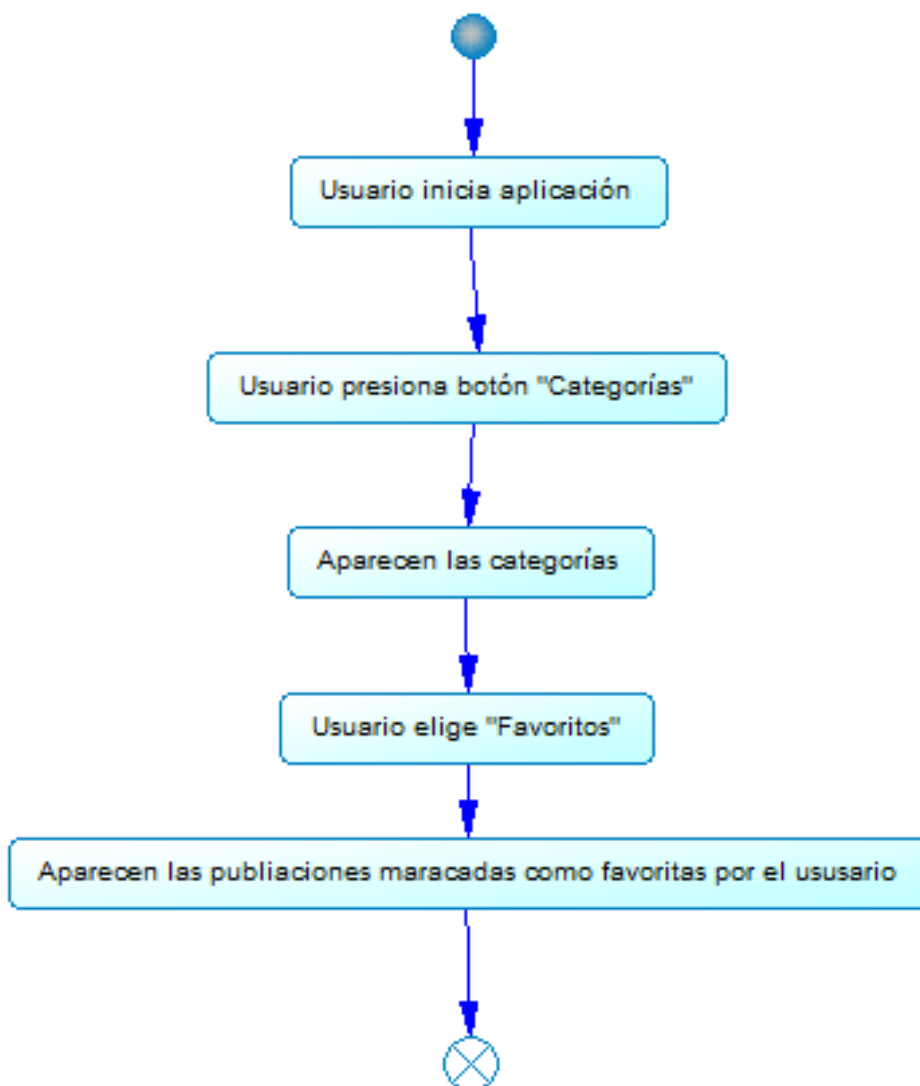 Usuario inicia aplicación
Usuario presiona botón "Categorías"
Aparecen las categorías
Usuario elige "Favoritos"
Aparecen las publiaciones maracadas como favoritas por el ususario